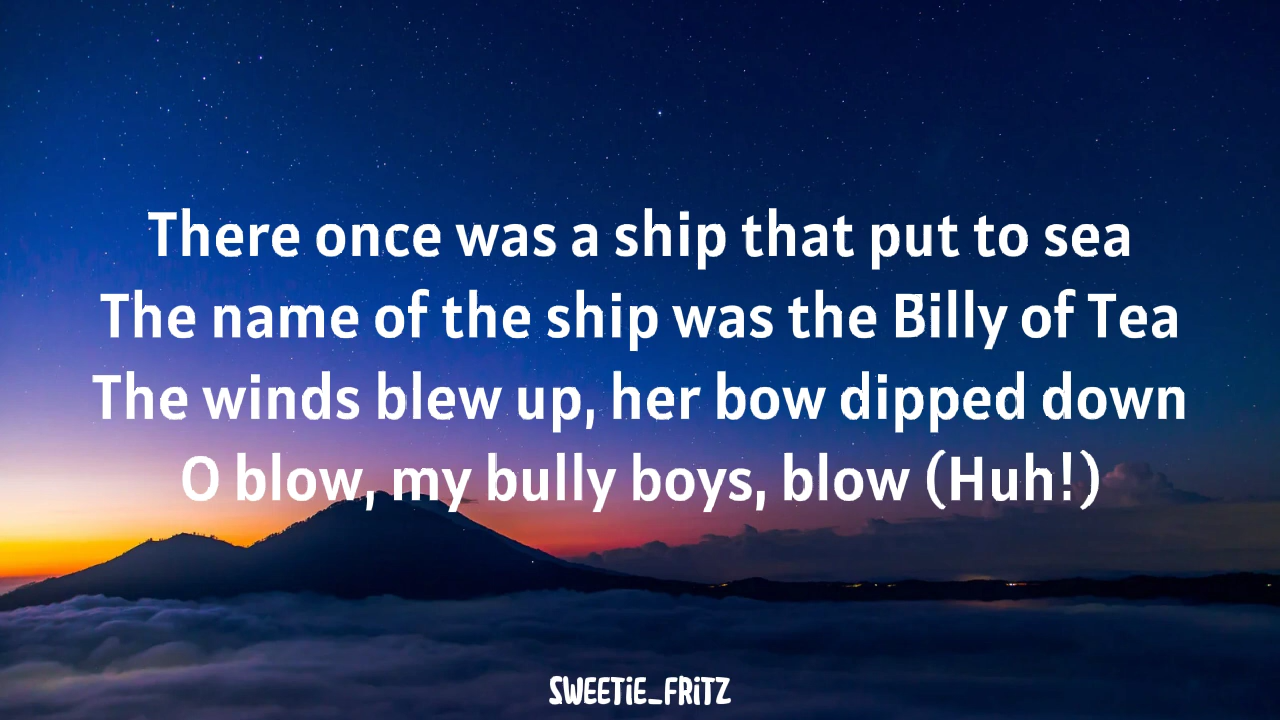 There once was a ship that put to sea
The name of the ship was the Billy of Tea
The winds blew up, her bow dipped down
O blow, my bully boys, blow (Huh!)
SWEETiE_FRiTZ